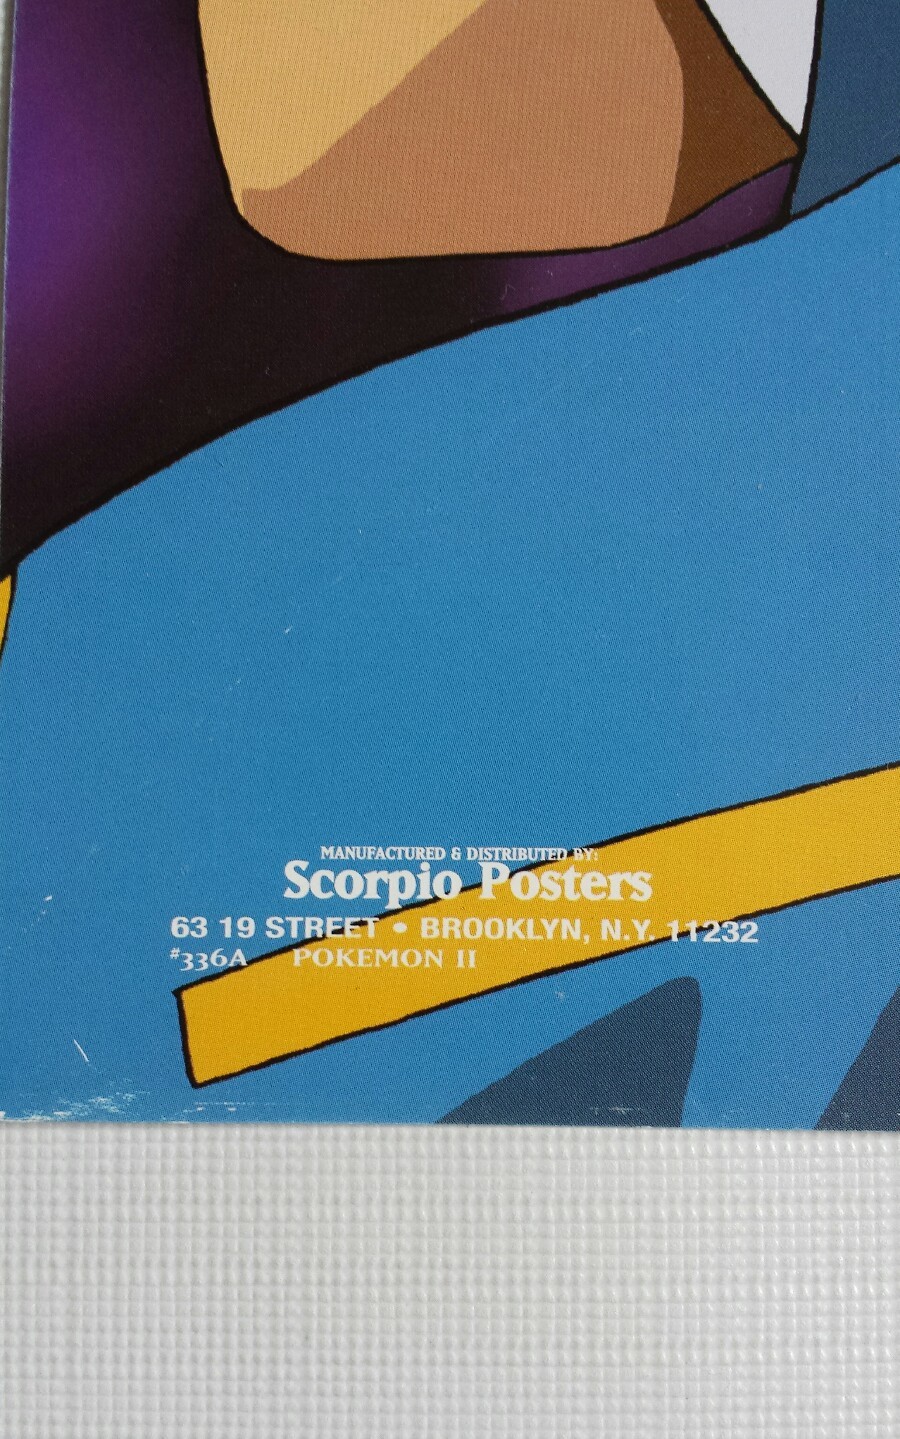 MANUFACTURED & DISTRIBUTED BY:
Scorpio Posters
63 19 STREET • BROOKLYN, N.Y. 11232
#336A POKEMON II